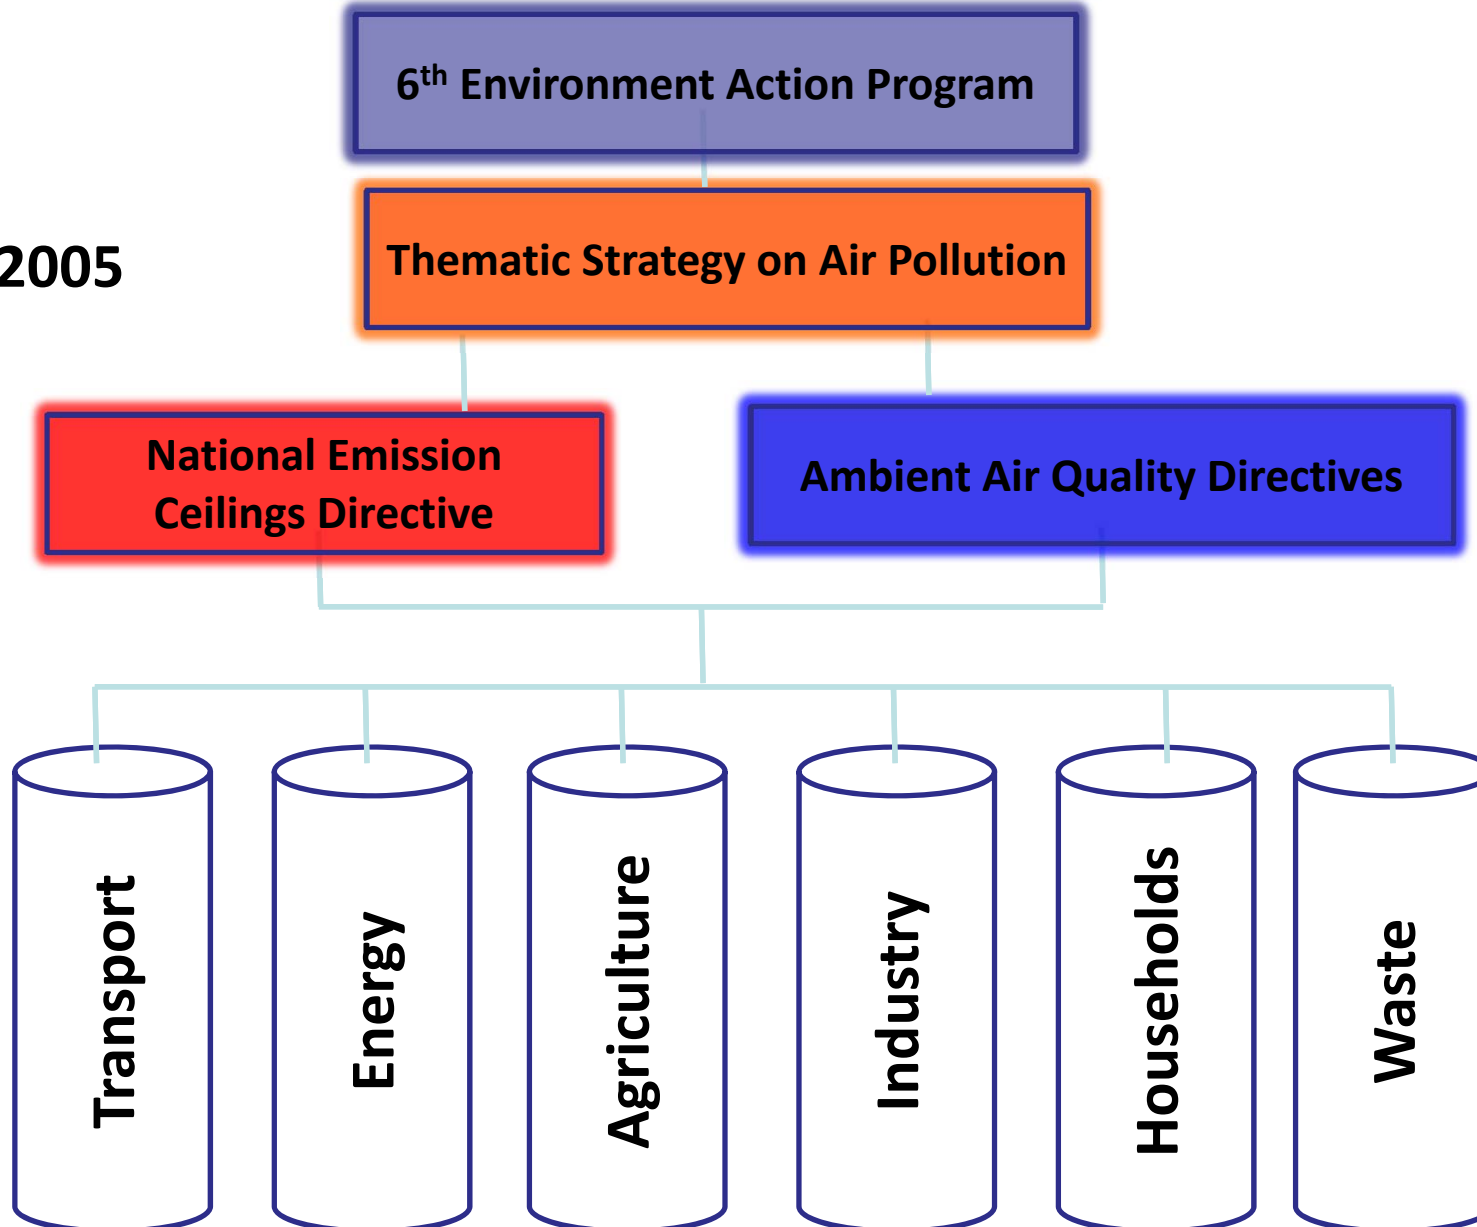 6th Environment Action Program
2005
Thematic Strategy on Air Pollution
National Emission
Ceilings Directive
Ambient Air Quality Directives
Transport
Energy
Agriculture
Industry
Households
Waste